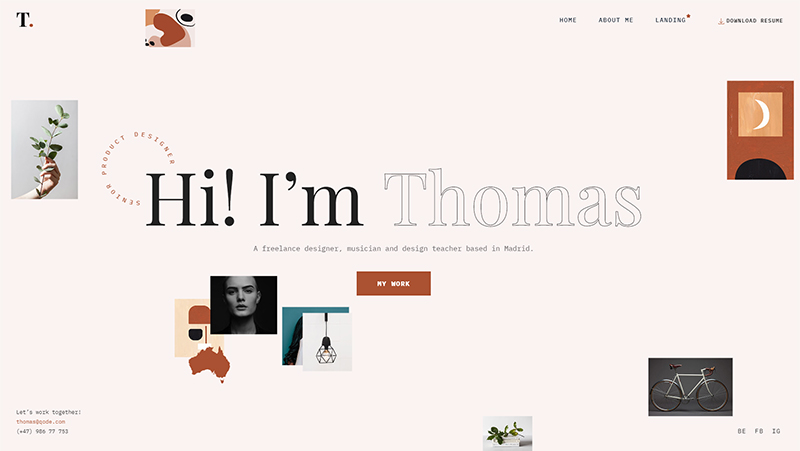 T.
HOME ABOUT ME LANDING DOWNLOAD RESUME
SENIOR PRODUCT DESIGNER
Hi! I’m Thomas
A freelance designer, musician and design teacher based in Madrid.
MY WORK
Let's work together:
thomas@qode.com
(+47) 986 77 753
BE FB IG